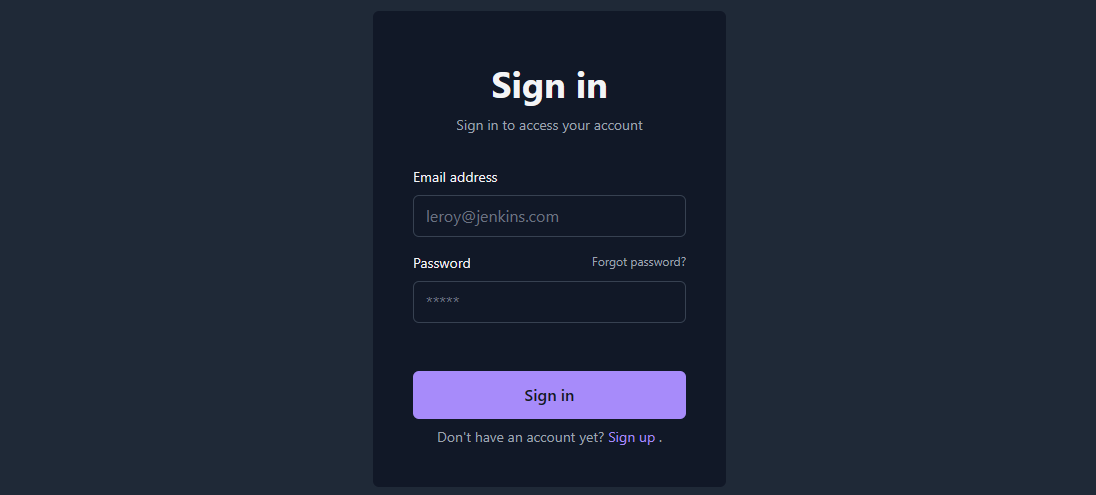 Sign in
Sign in to access your account
Email address
leroy@jenkins.com
Password Forgot password?
*****
Sign in
Don't have an account yet? Sign up .